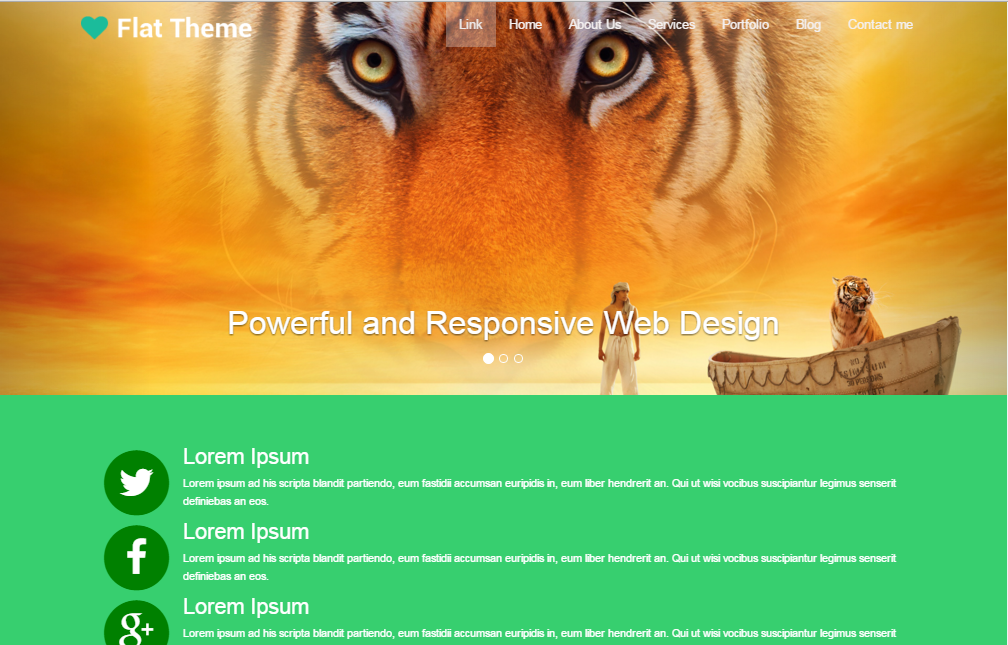 Flat Theme
Link Home About Us Services Portfolio Blog Contact me
Powerful and Responsive Web Design
Lorem Ipsum
Lorem ipsum ad his scripta blandit partiendo, eum fastidii accumsan euripidis in, eum liber hendrerit an. Qui ut wisi vocibus suscipiantur legimus senserit
definiebas an eos.
Lorem Ipsum
Lorem ipsum ad his scripta blandit partiendo, eum fastidii accumsan euripidis in, eum liber hendrerit an. Qui ut wisi vocibus suscipiantur legimus senserit
definiebas an eos.
Lorem Ipsum
Lorem ipsum ad his scripta blandit partiendo, eum fastidii accumsan euripidis in, eum liber hendrerit an. Qui ut wisi vocibus suscipiantur legimus senserit